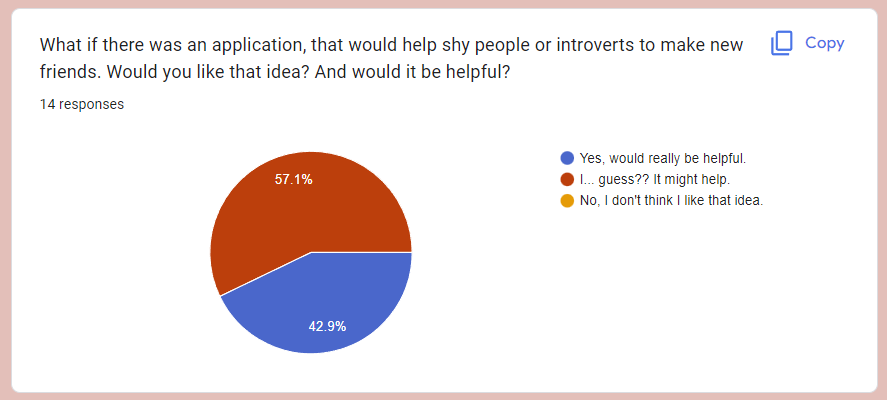 What if there was an application, that would help shy people or introverts to make new
friends. Would you like that idea? And would it be helpful?
Copy
14 responses
57.1%
42.9%
Yes, would really be helpful.
I... guess?? It might help.
No, I don't think I like that idea.